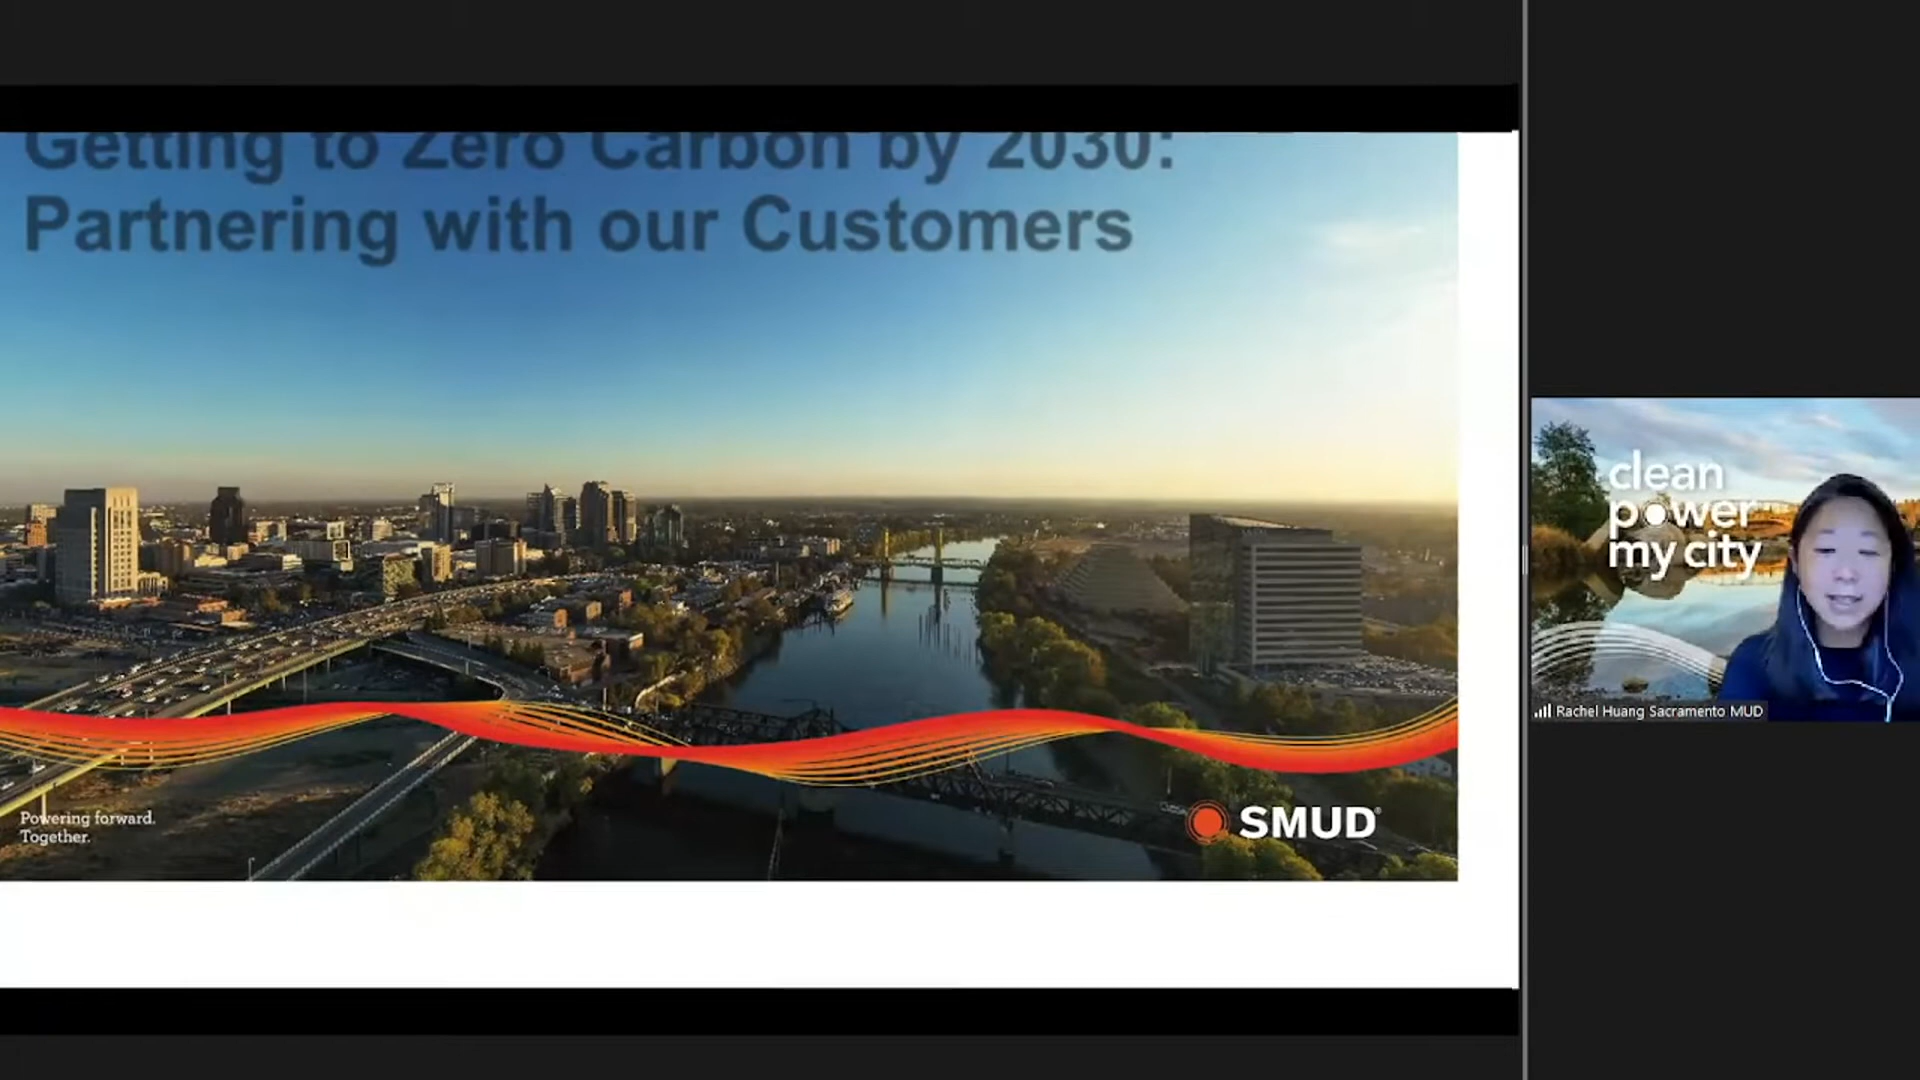 Getting to Zero Carbon by 2030:
Partnering with our Customers
Powering forward.
Together.
SMUD®
clean
power
my city
Rachel Huang Sacramento MUD